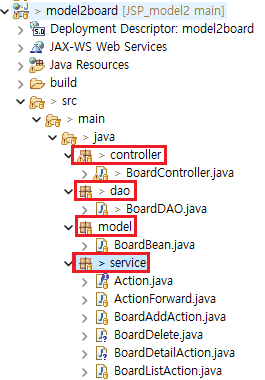 > model2board [JSP_model2 main]
Deployment Descriptor: model2board
JAX-WS Web Services
Java Resources
build
> src
> main
> java
> controller
> BoardController.java
> dao
> BoardDAO.java
model
BoardBean.java
> service
Action.java
ActionForward.java
BoardAddAction.java
BoardDelete.java
BoardDetailAction.java
BoardListAction.java